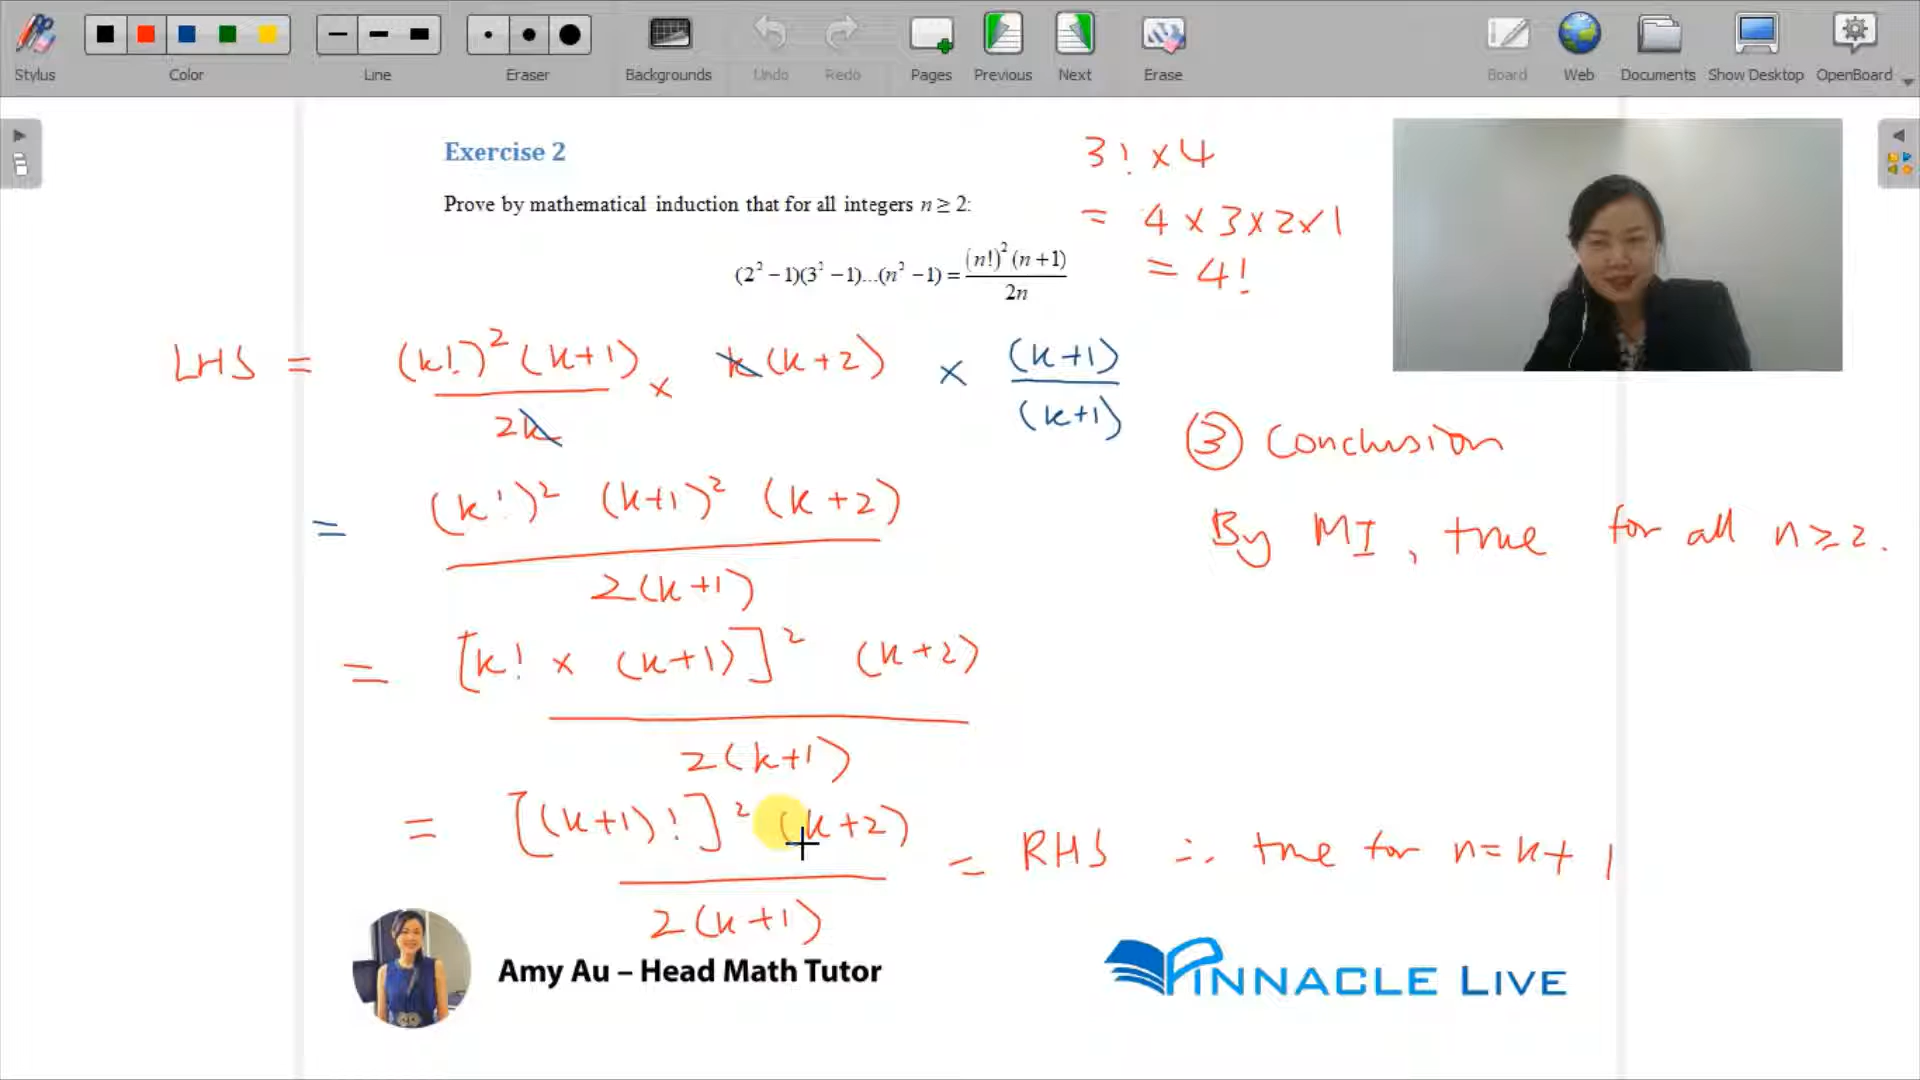 Stylus Color Line Eraser Backgrounds Undo Redo Pages Previous Next Erase Board Web Documents Show Desktop OpenBoard
Exercise 2
Prove by mathematical induction that for all integers n ≥ 2:
(2² −1)(3² −1)...(n² −1) = (n!)² (n+1) / 2n
3! × 4
= 4 × 3 × 2 × 1
= 4!
LHS = (k!)² (k+1) / 2k × k(k+2) × (k+1) / (k+1)
= (k!)² (k+1)² (k+2) / 2(k+1)
= [k! × (k+1)]² (k+2) / 2(k+1)
= [(k+1)!]² (k+2) / 2(k+1) = RHS ∴ true for n=k+1
③ Conclusion
By MI, true for all n ≥ 2.
Amy Au – Head Math Tutor
PINNACLE LIVE